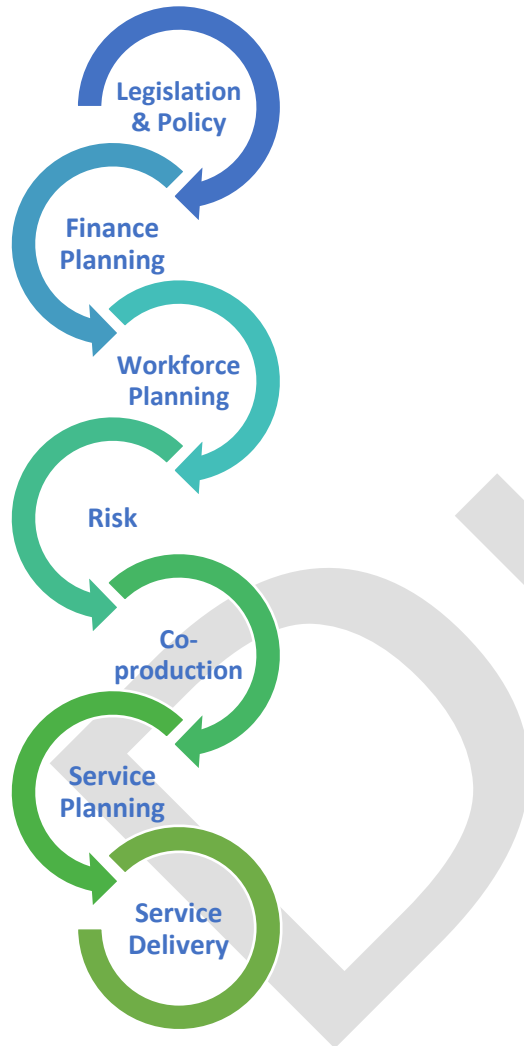 Legislation
& Policy
Finance
Planning
Workforce
Planning
Risk
Co-
production
Service
Planning
Service
Delivery